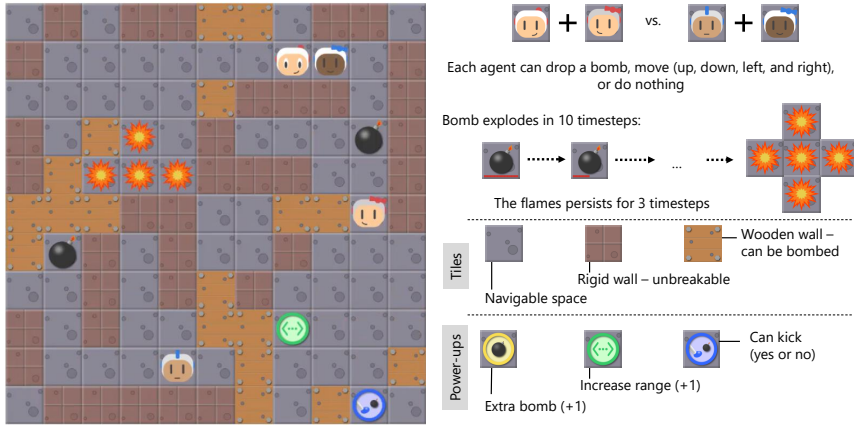 +
vs.
+
Each agent can drop a bomb, move (up, down, left, and right),
or do nothing
Bomb explodes in 10 timesteps:
...
The flames persists for 3 timesteps
Tiles
Navigable space
Rigid wall – unbreakable
Wooden wall –
can be bombed
Power-ups
Extra bomb (+1)
Increase range (+1)
Can kick
(yes or no)